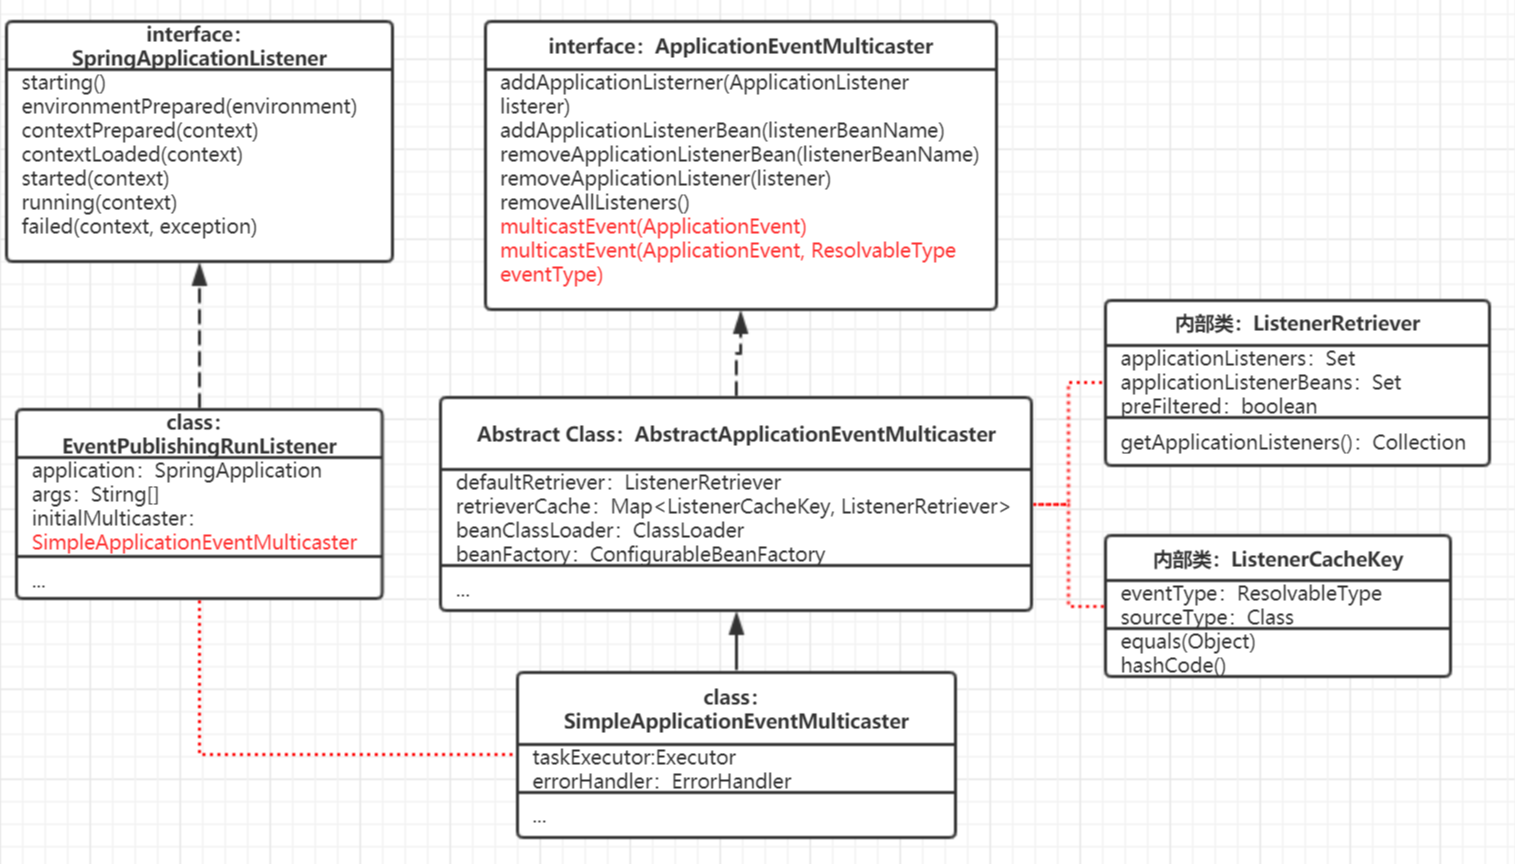 interface：
SpringApplicationListener
starting()
environmentPrepared(environment)
contextPrepared(context)
contextLoaded(context)
started(context)
running(context)
failed(context, exception)
interface：ApplicationEventMulticaster
addApplicationListerner(ApplicationListener
listerer)
addApplicationListenerBean(listenerBeanName)
removeApplicationListenerBean(listenerBeanName)
removeApplicationListener(listener)
removeAllListeners()
multicastEvent(ApplicationEvent)
multicastEvent(ApplicationEvent, ResolvableType
eventType)
内部类：ListenerRetriever
applicationListeners：Set
applicationListenerBeans：Set
preFiltered：boolean
getApplicationListeners()：Collection
class：
EventPublishingRunListener
application：SpringApplication
args：Stirng[]
initialMulticaster：
SimpleApplicationEventMulticaster
...
Abstract Class：AbstractApplicationEventMulticaster
defaultRetriever：ListenerRetriever
retrieverCache：Map<ListenerCacheKey, ListenerRetriever>
beanClassLoader：ClassLoader
beanFactory：ConfigurableBeanFactory
...
内部类：ListenerCacheKey
eventType：ResolvableType
sourceType：Class
equals(Object)
hashCode()
class：
SimpleApplicationEventMulticaster
taskExecutor:Executor
errorHandler：ErrorHandler
...